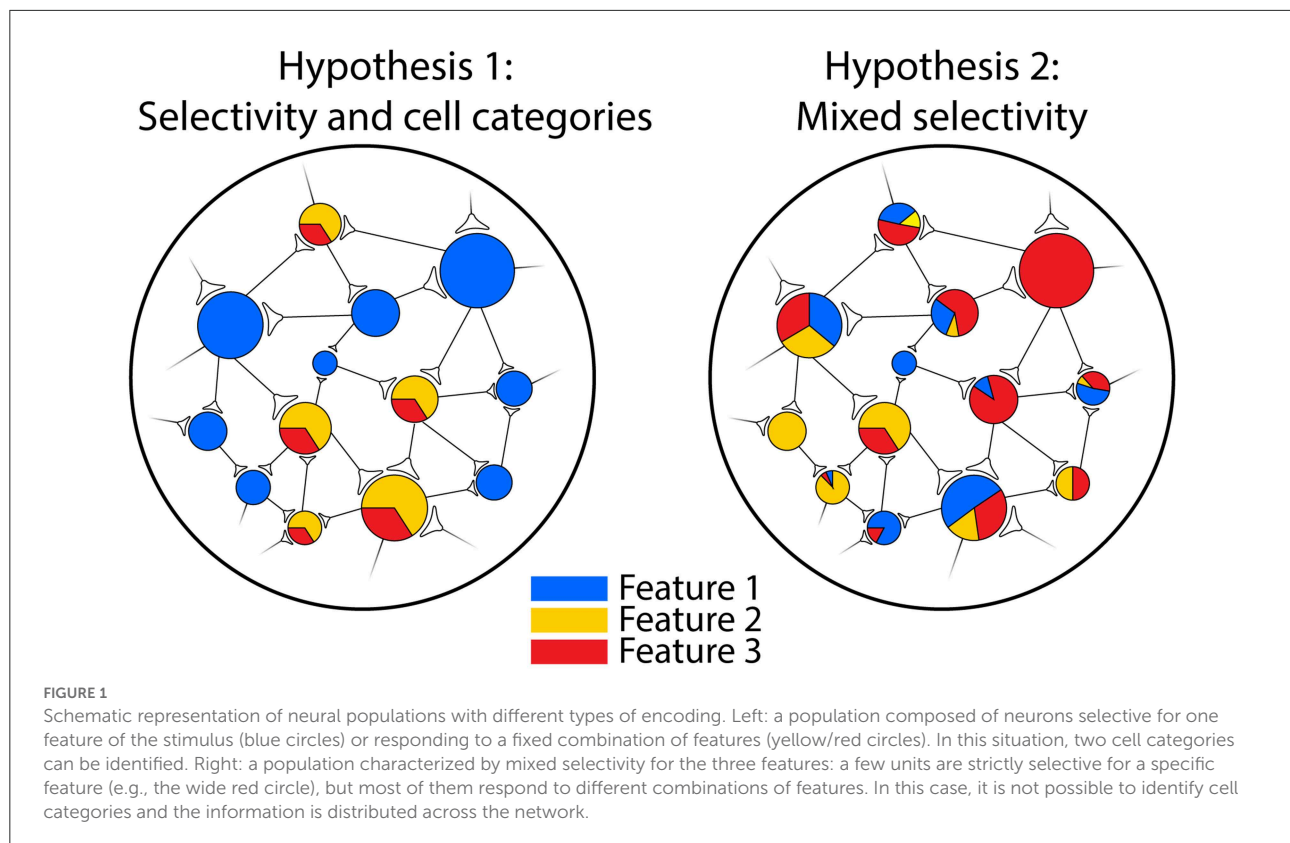 Hypothesis 1:
Selectivity and cell categories
Hypothesis 2:
Mixed selectivity
Feature 1
Feature 2
Feature 3
FIGURE 1
Schematic representation of neural populations with different types of encoding. Left: a population composed of neurons selective for one
feature of the stimulus (blue circles) or responding to a fixed combination of features (yellow/red circles). In this situation, two cell categories
can be identified. Right: a population characterized by mixed selectivity for the three features: a few units are strictly selective for a specific
feature (e.g., the wide red circle), but most of them respond to different combinations of features. In this case, it is not possible to identify cell
categories and the information is distributed across the network.